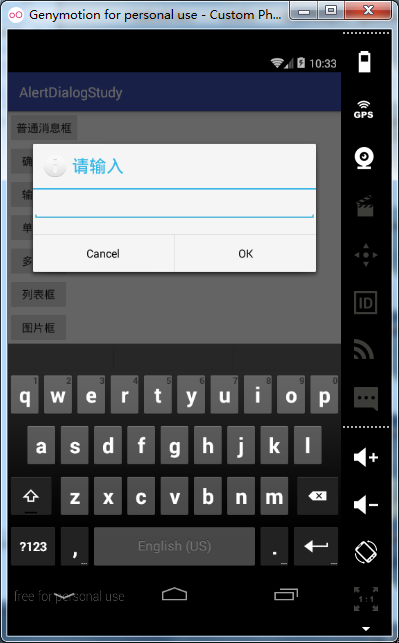 Genymotion for personal use - Custom Ph...
10:33
AlertDialogStudy
GPS
普通消息框
确
请输入
输
单
多
Cancel OK
列表框
ID
图片框
1 2 3 4 5 6 7 8 9 0
q w e r t y u i o p
a s d f g h j k l
z x c v b n m
?123 , ... English (US) . ...
free for personal use
1:1